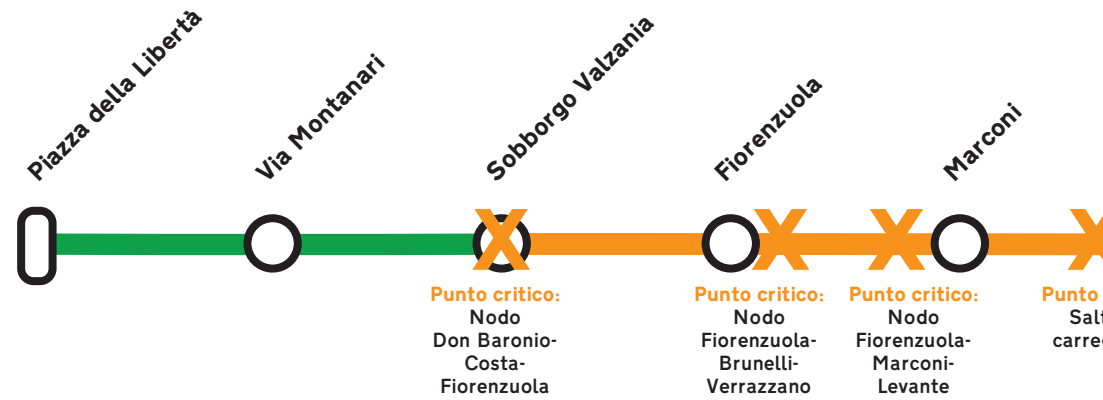 Piazza della Libertà
Via Montanari
Sobborgo Valzania
Fiorenzuola
Marconi
Punto critico:
Nodo
Don Baronio-
Costa-
Fiorenzuola
Punto critico:
Nodo
Fiorenzuola-
Brunelli-
Verrazzano
Punto critico:
Nodo
Fiorenzuola-
Marconi-
Levante
Punto